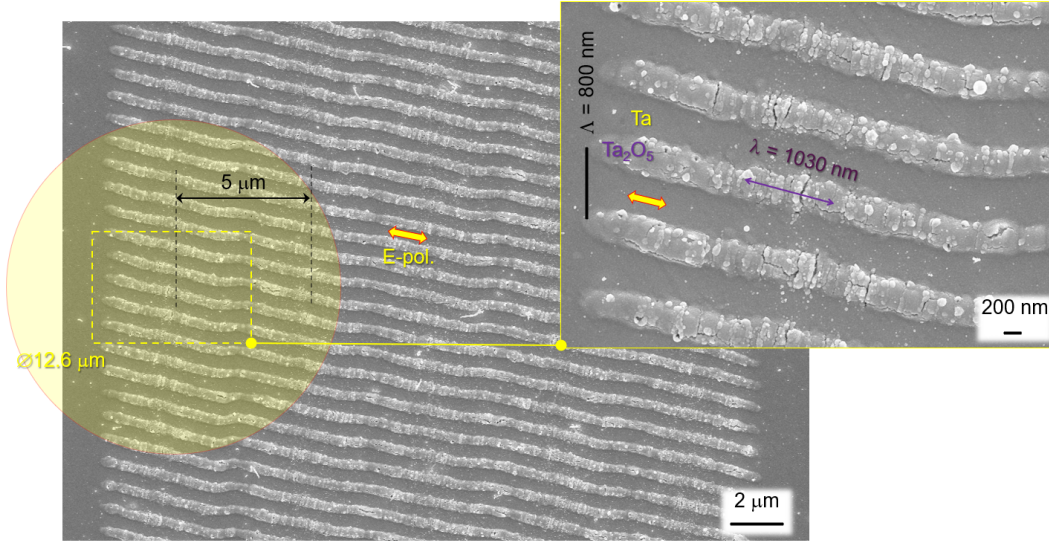 5 μm
E-pol.
∅12.6 μm
2 μm
Λ = 800 nm
Ta
Ta₂O₅
λ = 1030 nm
200 nm